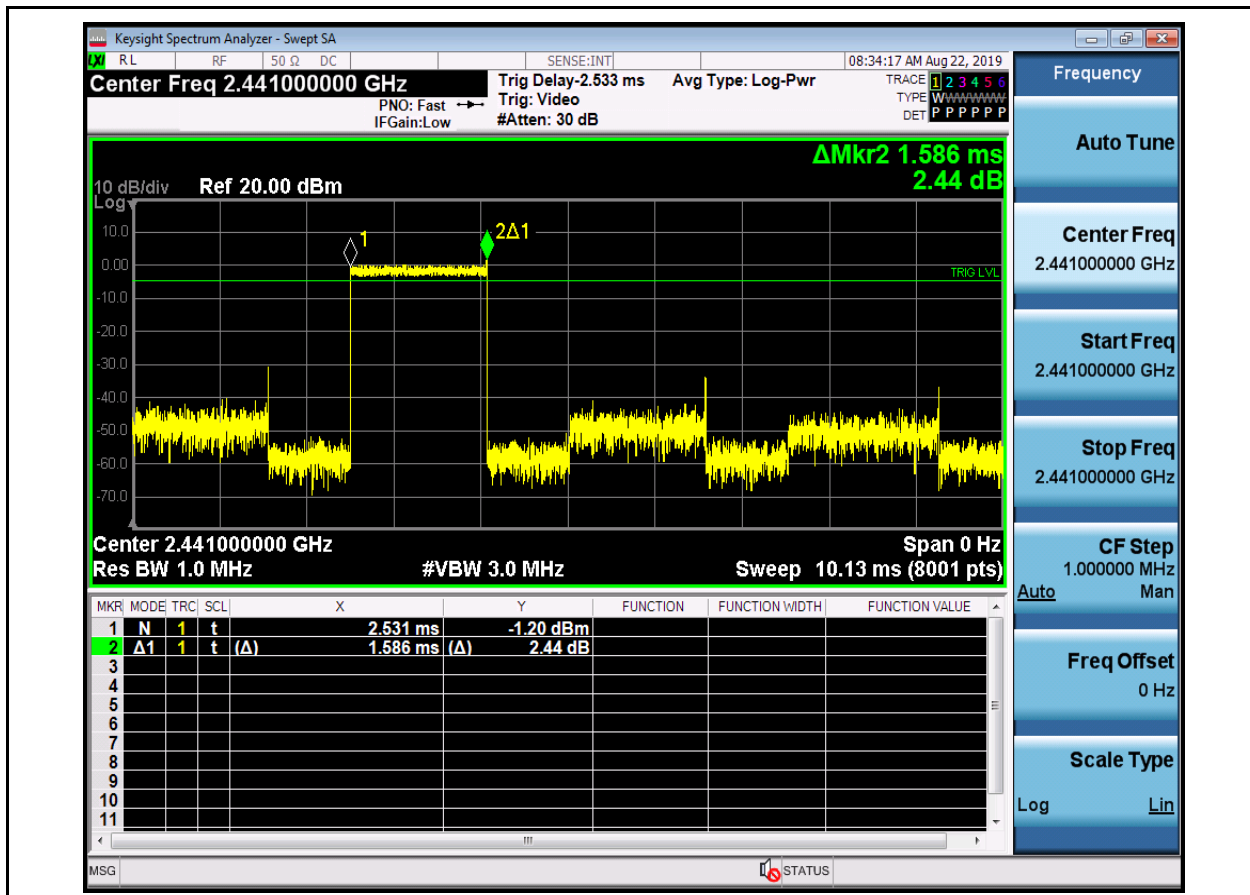 Keysight Spectrum Analyzer - Swept SA
LXI RL RF 50 Ω DC SENSE:INT 08:34:17 AM Aug 22, 2019
Center Freq 2.441000000 GHz
PNO: Fast
IFGain:Low
Trig Delay-2.533 ms
Trig: Video
#Atten: 30 dB
Avg Type: Log-Pwr
TRACE 1 2 3 4 5 6
TYPE WWWWWW
DET P P P P P P
ΔMkr2 1.586 ms
2.44 dB
10 dB/div Ref 20.00 dBm
Log
10.0
0.00
-10.0
-20.0
-30.0
-40.0
-50.0
-60.0
-70.0
1
2Δ1
TRIG LVL
Center 2.441000000 GHz Span 0 Hz
Res BW 1.0 MHz #VBW 3.0 MHz Sweep 10.13 ms (8001 pts)
MKR MODE TRC SCL X Y FUNCTION FUNCTION WIDTH FUNCTION VALUE
1 N 1 t 2.531 ms -1.20 dBm
2 Δ1 1 t (Δ) 1.586 ms (Δ) 2.44 dB
3
4
5
6
7
8
9
10
11
MSG STATUS
Frequency
Auto Tune
Center Freq
2.441000000 GHz
Start Freq
2.441000000 GHz
Stop Freq
2.441000000 GHz
CF Step
1.000000 MHz
Auto Man
Freq Offset
0 Hz
Scale Type
Log Lin